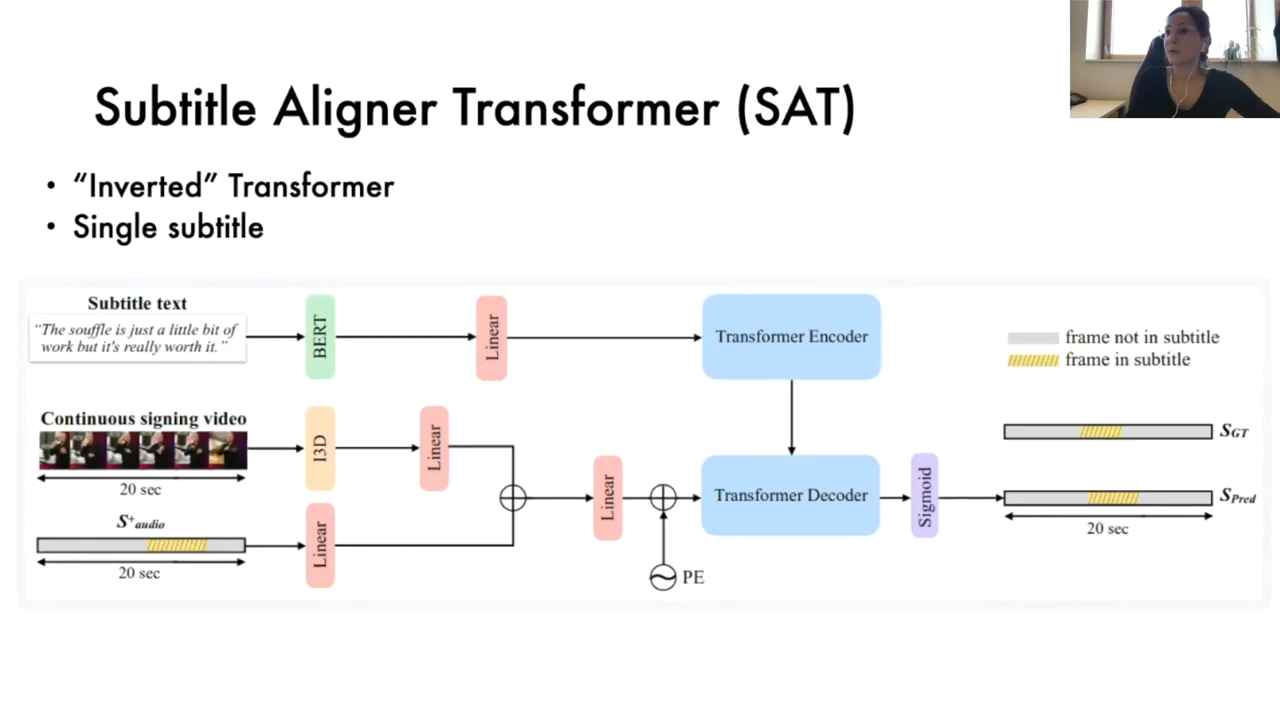 Subtitle Aligner Transformer (SAT)
• “Inverted” Transformer
• Single subtitle
Subtitle text
“The souffle is just a little bit of
work but it's really worth it.”
BERT
Linear
Transformer Encoder
frame not in subtitle
frame in subtitle
Continuous signing video
20 sec
I3D
Linear
S+audio
20 sec
Linear
Linear
PE
Transformer Decoder
Sigmoid
SGT
SPred
20 sec